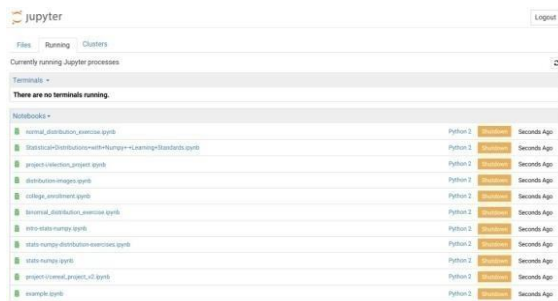 jupyter
Logout
Files Running Clusters
Currently running Jupyter processes
Terminals
There are no terminals running.
Notebooks
normal_distribution_exercise.ipynb Python 2 Shutdown Seconds Ago
Statistical+Distributions+with+Numpy+-+Learning+Standards.ipynb Python 2 Shutdown Seconds Ago
project-i/election_project.ipynb Python 2 Shutdown Seconds Ago
distribution-images.ipynb Python 2 Shutdown Seconds Ago
college_enrollment.ipynb Python 2 Shutdown Seconds Ago
binomial_distribution_exercise.ipynb Python 2 Shutdown Seconds Ago
intro-stats-numpy.ipynb Python 2 Shutdown Seconds Ago
stats-numpy-distribution-exercises.ipynb Python 2 Shutdown Seconds Ago
stats-numpy.ipynb Python 2 Shutdown Seconds Ago
project-i/cereal_project_v2.ipynb Python 2 Shutdown Seconds Ago
example.ipynb Python 2 Shutdown Seconds Ago